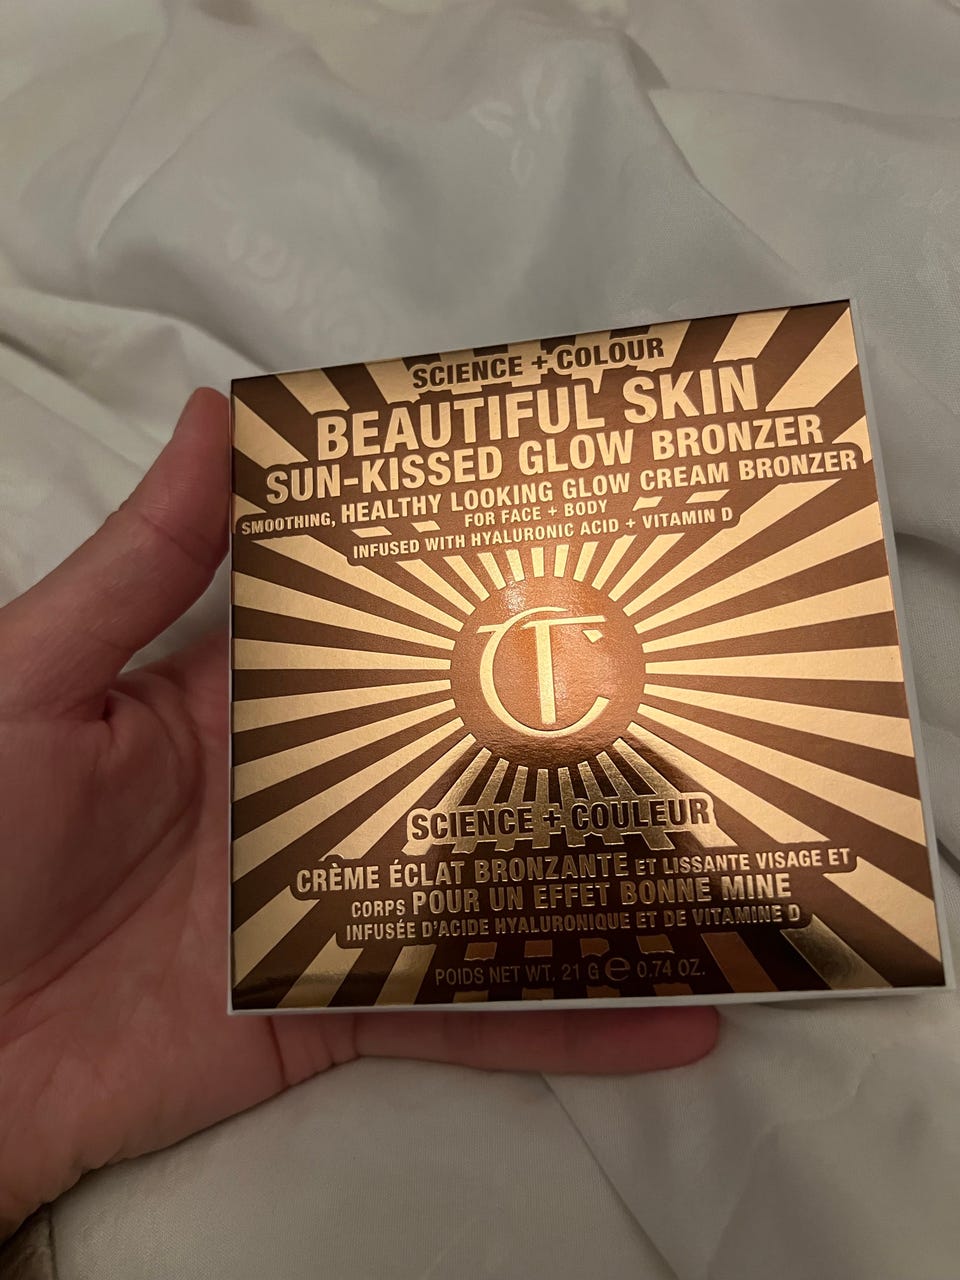 SCIENCE + COLOUR
BEAUTIFUL SKIN
SUN-KISSED GLOW BRONZER
SMOOTHING, HEALTHY LOOKING GLOW CREAM BRONZER
FOR FACE + BODY
INFUSED WITH HYALURONIC ACID + VITAMIN D
CT
SCIENCE + COULEUR
CRÈME ÉCLAT BRONZANTE ET LISSANTE VISAGE ET
CORPS POUR UN EFFET BONNE MINE
INFUSÉE D'ACIDE HYALURONIQUE ET DE VITAMINE D
POIDS NET WT. 21 G ℮ 0.74 OZ.